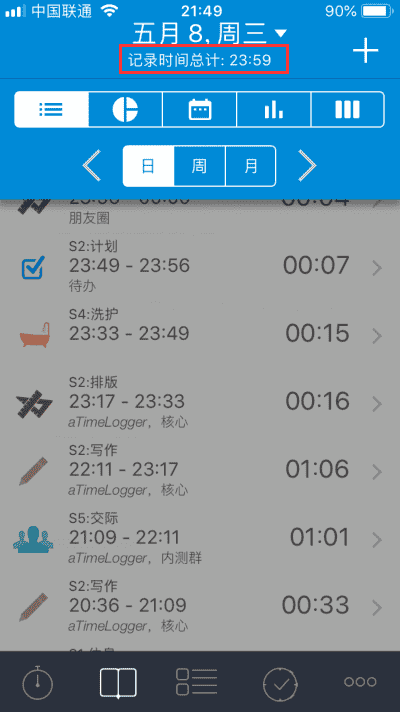 中国联通
21:49
90%
五月 8, 周三
记录时间总计: 23:59
日
周
月
朋友圈
S2:计划
23:49 - 23:56
00:07
待办
S4:洗护
23:33 - 23:49
00:15
S2:排版
23:17 - 23:33
00:16
aTimeLogger, 核心
S2:写作
22:11 - 23:17
01:06
aTimeLogger, 核心
S5:交际
21:09 - 22:11
01:01
aTimeLogger, 内测群
S2:写作
20:36 - 21:09
00:33
aTimeLogger, 核心